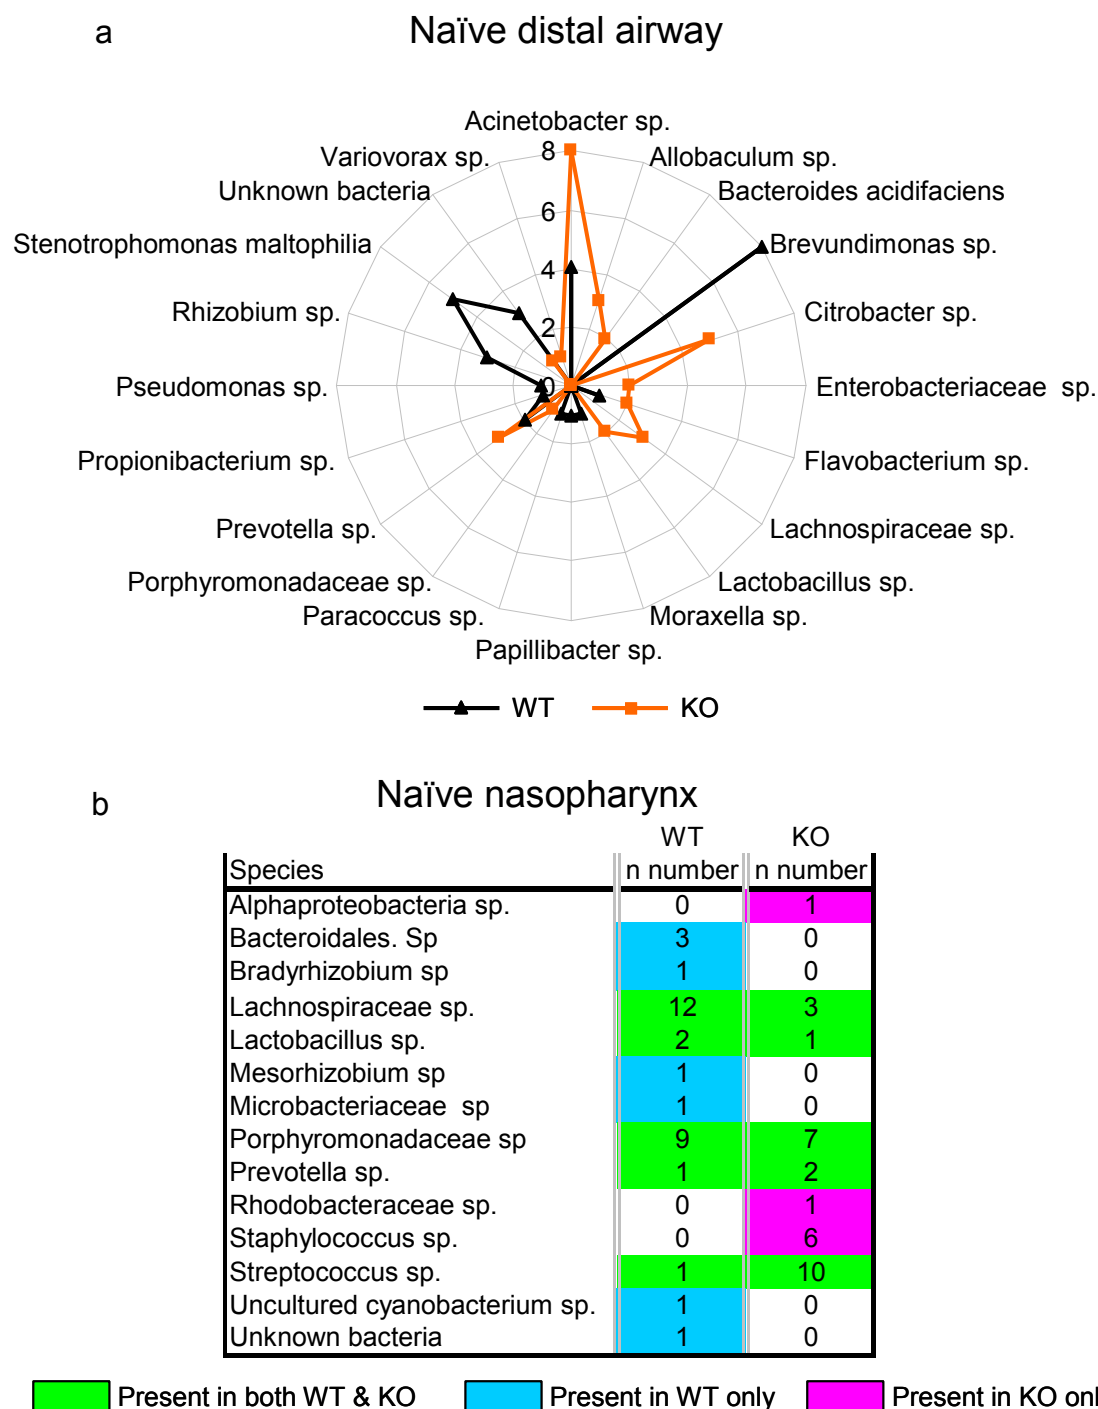 a
Naïve distal airway
Acinetobacter sp.
Variovorax sp.
8
Allobaculum sp.
Unknown bacteria
6
Bacteroides acidifaciens
Stenotrophomonas maltophilia
4
Brevundimonas sp.
Rhizobium sp.
2
Citrobacter sp.
Pseudomonas sp.
0
Enterobacteriaceae  sp.
Propionibacterium sp.
Flavobacterium sp.
Prevotella sp.
Lachnospiraceae sp.
Porphyromonadaceae sp.
Lactobacillus sp.
Paracoccus sp.
Moraxella sp.
Papillibacter sp.
WT KO
b
Naïve nasopharynx
WT KO
Species n number n number
Alphaproteobacteria sp. 0 1
Bacteroidales. Sp 3 0
Bradyrhizobium sp 1 0
Lachnospiraceae sp. 12 3
Lactobacillus sp. 2 1
Mesorhizobium sp 1 0
Microbacteriaceae  sp 1 0
Porphyromonadaceae sp 9 7
Prevotella sp. 1 2
Rhodobacteraceae sp. 0 1
Staphylococcus sp. 0 6
Streptococcus sp. 1 10
Uncultured cyanobacterium sp. 1 0
Unknown bacteria 1 0
Present in both WT & KO Present in WT only Present in KO onl